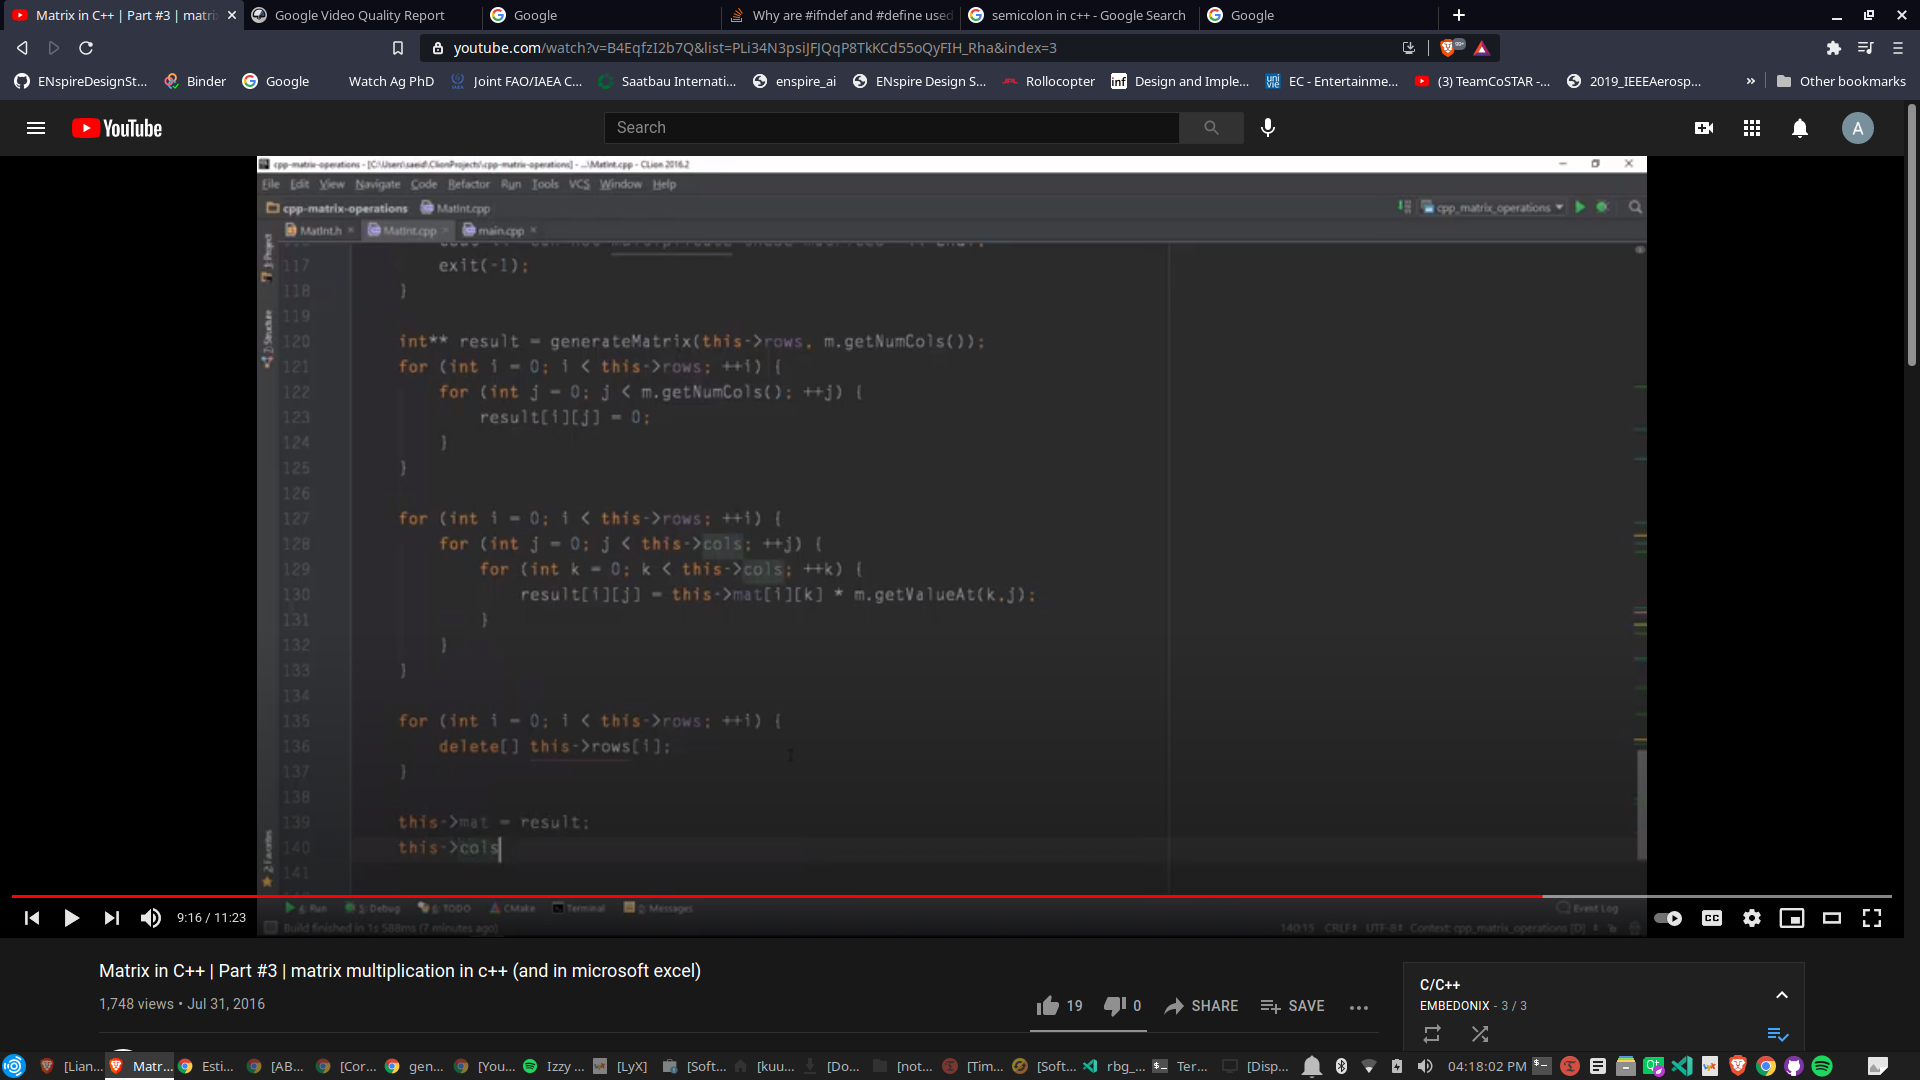 Matrix in C++ | Part #3 | matri
Google Video Quality Report
Google
Why are #ifndef and #define used
semicolon in c++ - Google Search
Google
youtube.com/watch?v=B4EqfzI2b7Q&list=PLi34N3psiJFJQqP8TkKCd55oQyFIH_Rha&index=3
ENspireDesignSt... Binder Google Watch Ag PhD Joint FAO/IAEA C... Saatbau Internati... enspire_ai ENspire Design S... Rollocopter Design and Imple... EC - Entertainme... (3) TeamCoSTAR -... 2019_IEEEAerosp... » Other bookmarks
YouTube
Search
A
cpp-matrix-operations - [C:\Users\saeid\ClionProjects\cpp-matrix-operations] - ...\MatInt.cpp - CLion 2016.2
File Edit View Navigate Code Refactor Run Tools VCS Window Help
cpp-matrix-operations MatInt.cpp cpp_matrix_operations
MatInt.h MatInt.cpp main.cpp
117 exit(-1);
118 }
119
120 int** result = generateMatrix(this->rows, m.getNumCols());
121 for (int i = 0; i < this->rows; ++i) {
122 for (int j = 0; j < m.getNumCols(); ++j) {
123 result[i][j] = 0;
124 }
125 }
126
127 for (int i = 0; i < this->rows; ++i) {
128 for (int j = 0; j < this->cols; ++j) {
129 for (int k = 0; k < this->cols; ++k) {
130 result[i][j] = this->mat[i][k] * m.getValueAt(k,j);
131 }
132 }
133 }
134
135 for (int i = 0; i < this->rows; ++i) {
136 delete[] this->rows[i];
137 }
138
139 this->mat = result;
140 this->cols
141
4: Run 5: Debug 6: TODO CMake Terminal 0: Messages Event Log
Build finished in 1s 588ms (7 minutes ago) 140:15 CRLF UTF-8 Context: cpp_matrix_operations [D]
9:16 / 11:23
CC
Matrix in C++ | Part #3 | matrix multiplication in c++ (and in microsoft excel)
1,748 views • Jul 31, 2016
19 0 SHARE SAVE ...
C/C++
EMBEDONIX - 3 / 3
[Lian... Matr... Esti... [AB... [Cor... gen... [You... Izzy ... [LyX] [Soft... [kuu... [Do... [not... [Tim... [Soft... rbg_... Ter... [Disp... 04:18:02 PM